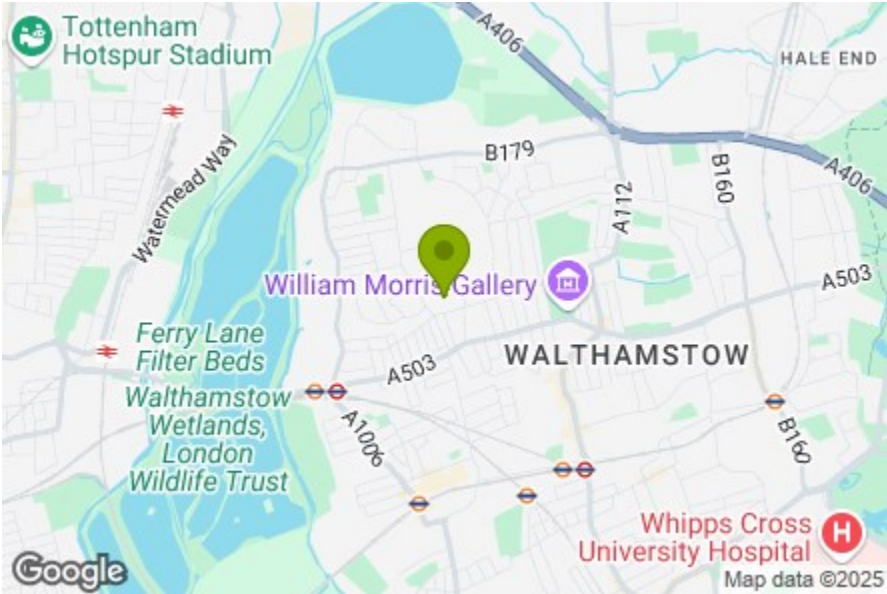 Tottenham
Hotspur Stadium
A406
HALE END
Watermead Way
B179
A112
B160
A406
William Morris Gallery
A503
Ferry Lane
Filter Beds
WALTHAMSTOW
A503
Walthamstow
Wetlands,
London
Wildlife Trust
A1006
B160
Whipps Cross
University Hospital
H
Google
Map data ©2025